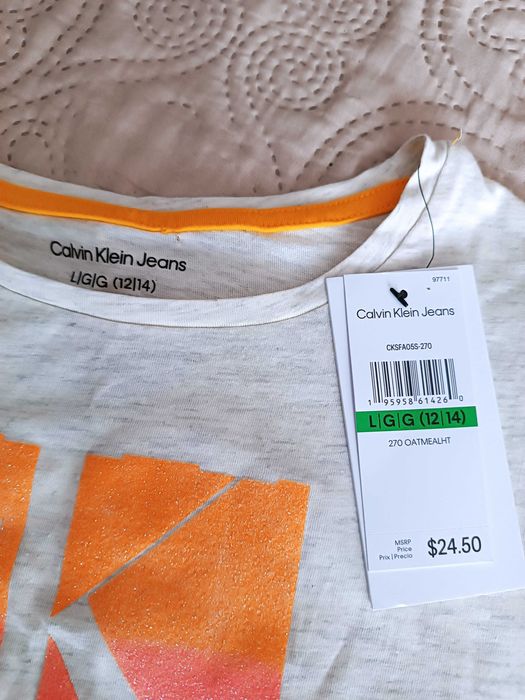 Calvin Klein Jeans
L/G/G (12|14)
97711
Calvin Klein Jeans
CKSFA05S-270
1 95958 61426 0
L|G|G (12|14)
270 OATMEALHT
MSRP
Price
Prix | Precio
$24.50